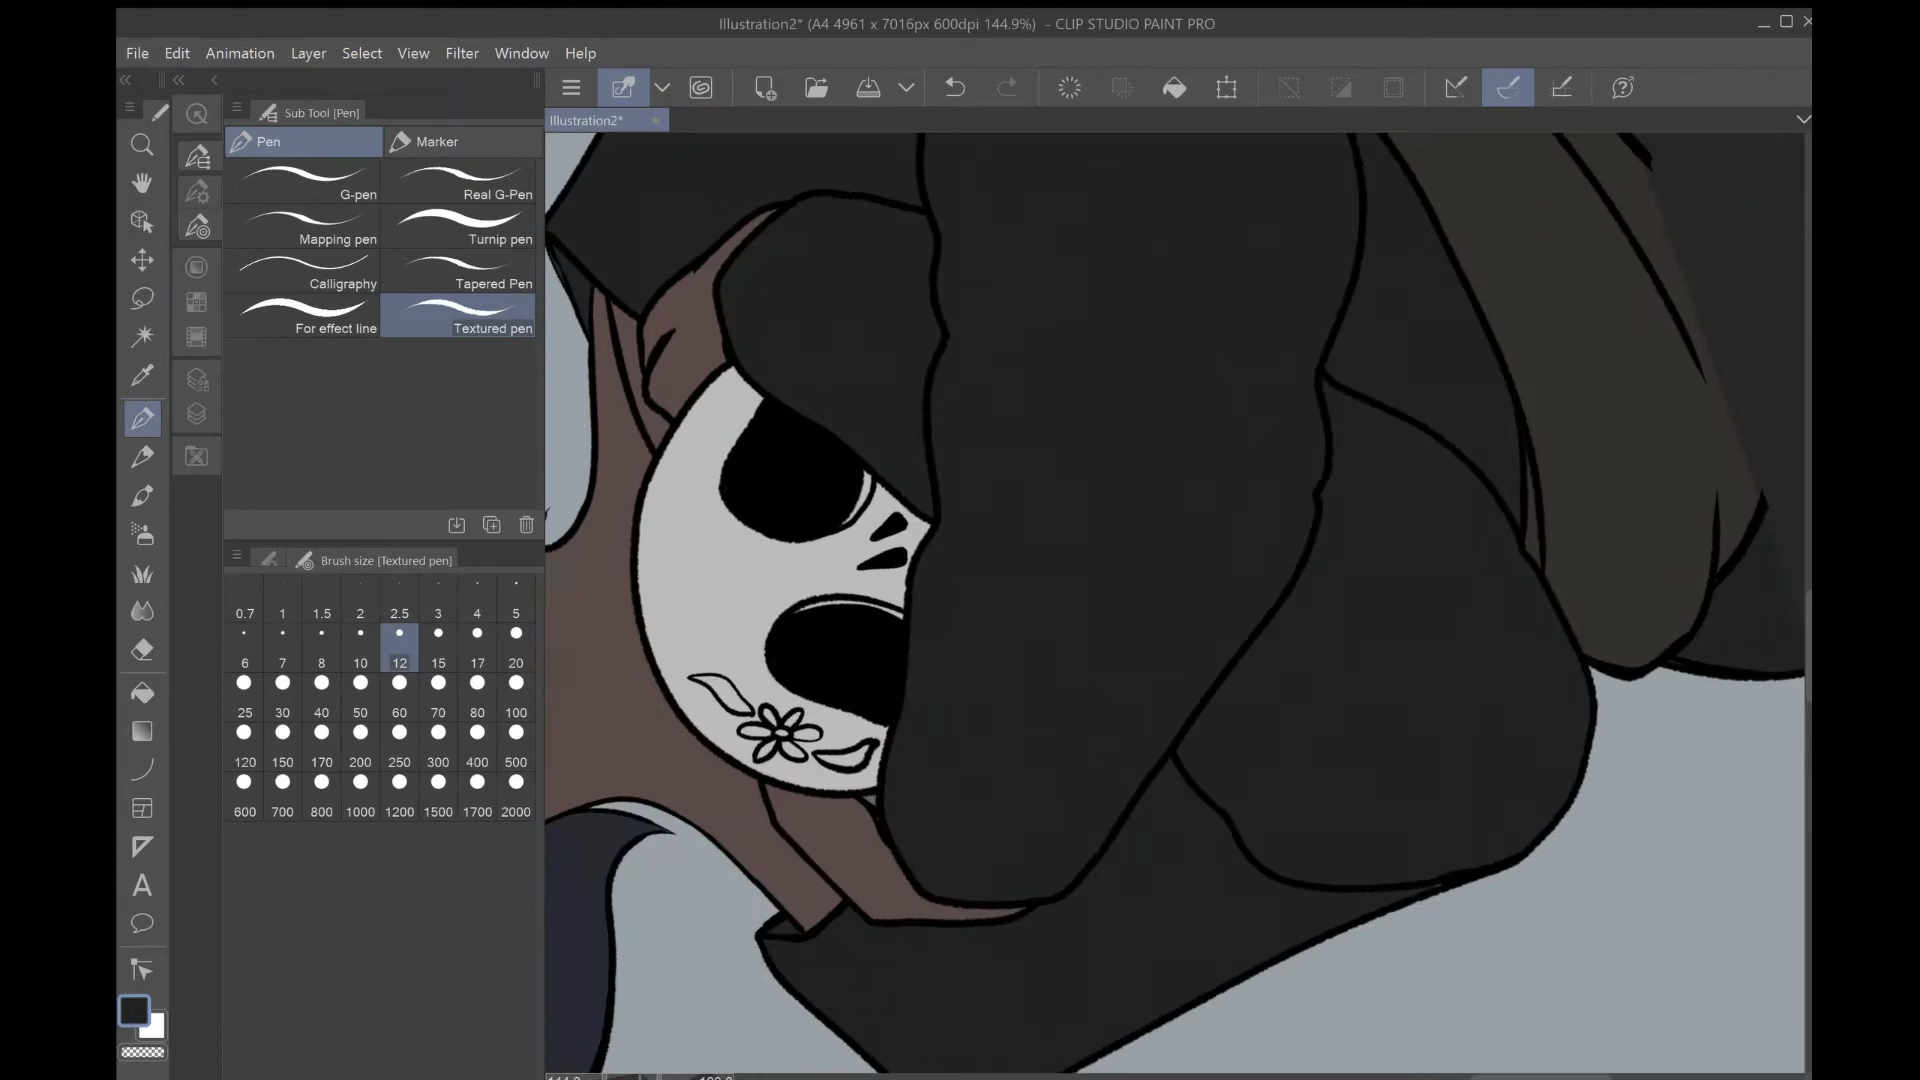 Illustration2* (A4 4961 x 7016px 600dpi 144.9%) - CLIP STUDIO PAINT PRO
File Edit Animation Layer Select View Filter Window Help
Sub Tool [Pen]
Illustration2*
Pen Marker
G-pen Real G-Pen
Mapping pen Turnip pen
Calligraphy Tapered Pen
For effect line Textured pen
Brush size [Textured pen]
0.7 1 1.5 2 2.5 3 4 5
6 7 8 10 12 15 17 20
25 30 40 50 60 70 80 100
120 150 170 200 250 300 400 500
600 700 800 1000 1200 1500 1700 2000